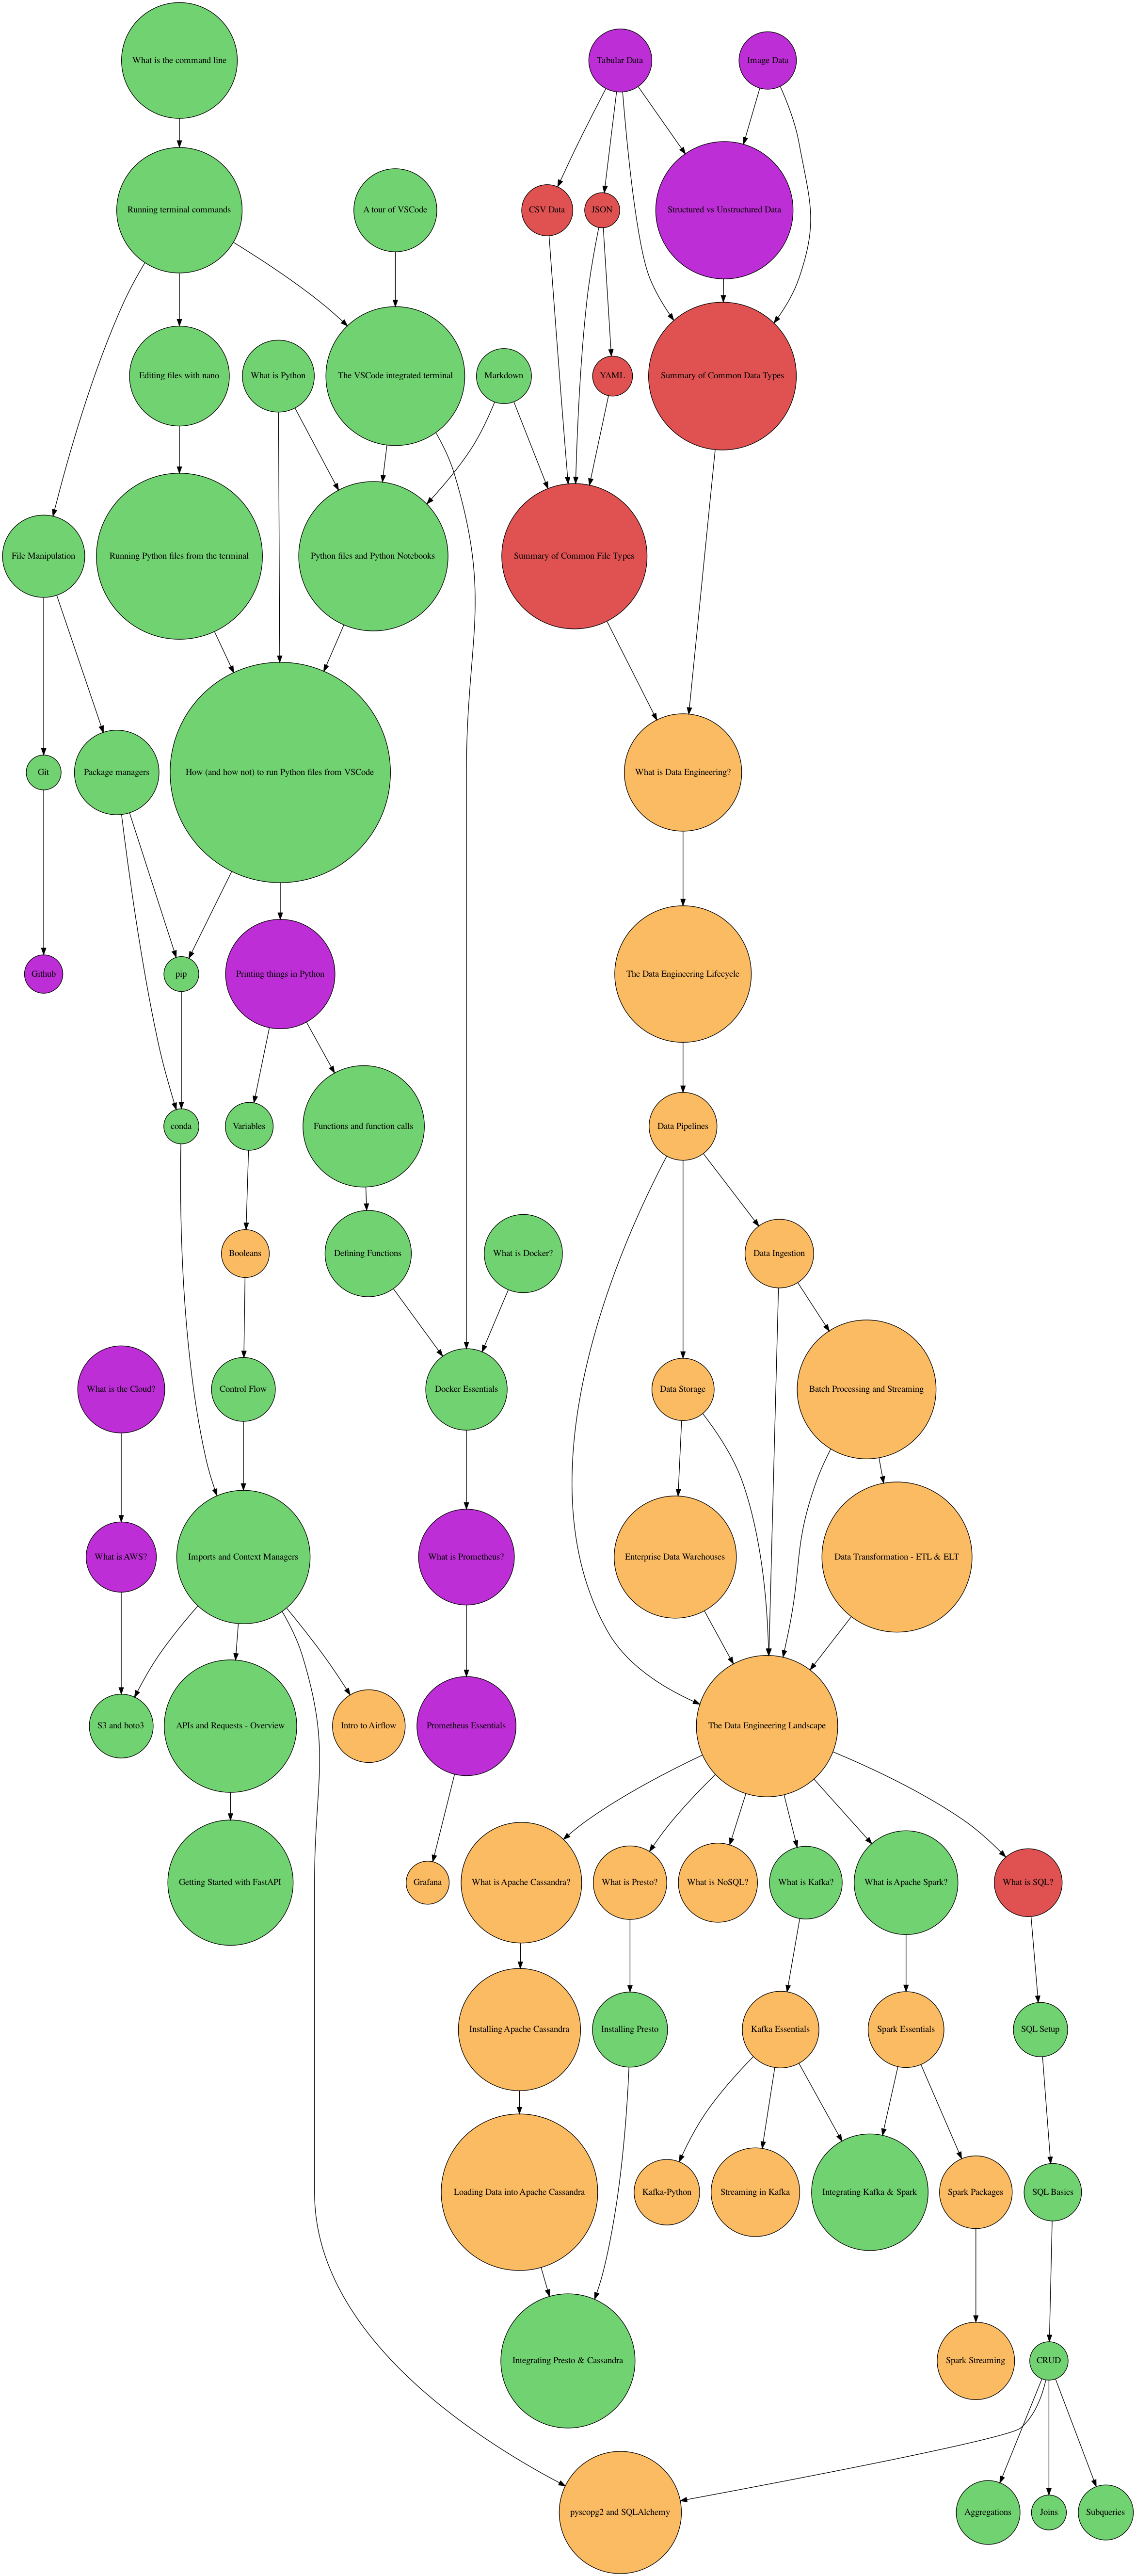 What is the command line
Tabular Data
Image Data
Running terminal commands
A tour of VSCode
CSV Data
JSON
Structured vs Unstructured Data
Editing files with nano
What is Python
The VSCode integrated terminal
Markdown
YAML
Summary of Common Data Types
File Manipulation
Running Python files from the terminal
Python files and Python Notebooks
Summary of Common File Types
Git
Package managers
How (and how not) to run Python files from VSCode
What is Data Engineering?
Github
pip
Printing things in Python
The Data Engineering Lifecycle
conda
Variables
Functions and function calls
Data Pipelines
Booleans
Defining Functions
What is Docker?
Data Ingestion
What is the Cloud?
Control Flow
Docker Essentials
Data Storage
Batch Processing and Streaming
What is AWS?
Imports and Context Managers
What is Prometheus?
Enterprise Data Warehouses
Data Transformation - ETL & ELT
S3 and boto3
APIs and Requests - Overview
Intro to Airflow
Prometheus Essentials
The Data Engineering Landscape
Getting Started with FastAPI
Grafana
What is Apache Cassandra?
What is Presto?
What is NoSQL?
What is Kafka?
What is Apache Spark?
What is SQL?
Installing Apache Cassandra
Installing Presto
Kafka Essentials
Spark Essentials
SQL Setup
Loading Data into Apache Cassandra
Kafka-Python
Streaming in Kafka
Integrating Kafka & Spark
Spark Packages
SQL Basics
Integrating Presto & Cassandra
Spark Streaming
CRUD
pyscopg2 and SQLAlchemy
Aggregations
Joins
Subqueries